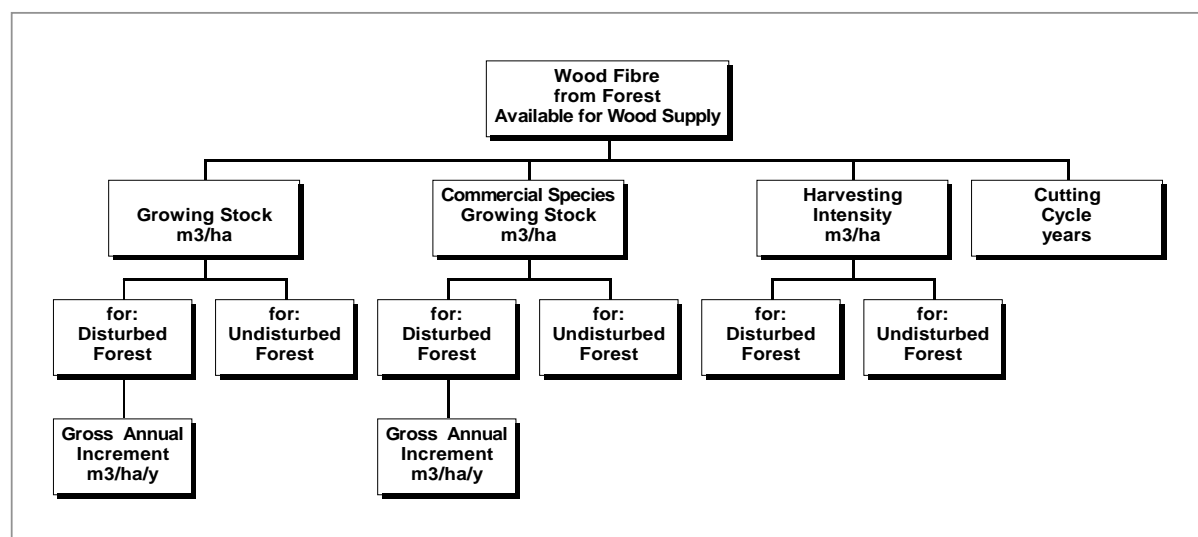 Wood Fibre
from Forest
Available for Wood Supply
Growing Stock
m3/ha
Commercial Species
Growing Stock
m3/ha
Harvesting
Intensity
m3/ha
Cutting
Cycle
years
for:
Disturbed
Forest
for:
Undisturbed
Forest
for:
Disturbed
Forest
for:
Undisturbed
Forest
for:
Disturbed
Forest
for:
Undisturbed
Forest
Gross Annual
Increment
m3/ha/y
Gross Annual
Increment
m3/ha/y